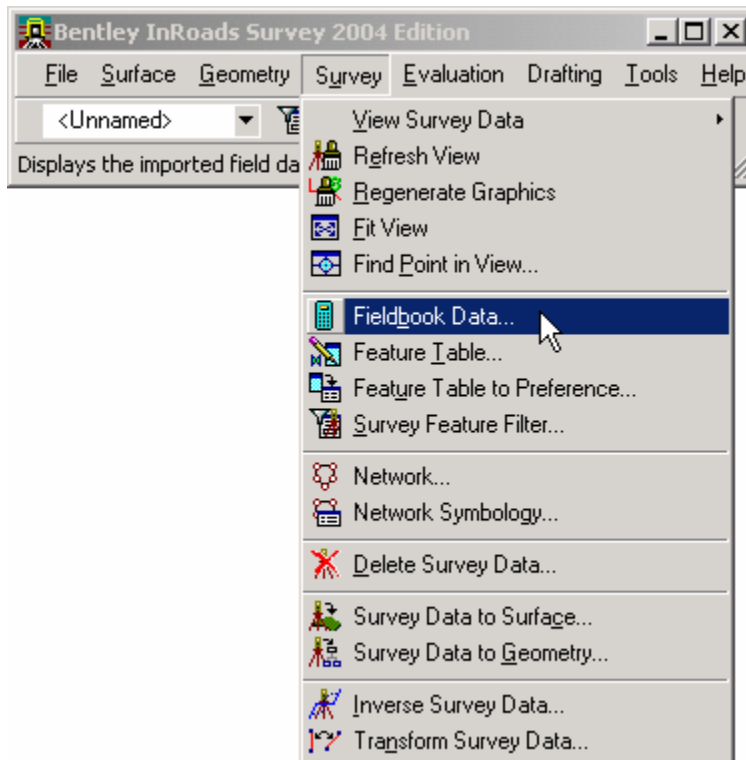 Bentley InRoads Survey 2004 Edition
File Surface Geometry Survey Evaluation Drafting Tools Help
<Unnamed>
Displays the imported field da
View Survey Data
Refresh View
Regenerate Graphics
Fit View
Find Point in View...
Fieldbook Data...
Feature Table...
Feature Table to Preference...
Survey Feature Filter...
Network...
Network Symbology...
Delete Survey Data...
Survey Data to Surface...
Survey Data to Geometry...
Inverse Survey Data...
Transform Survey Data...